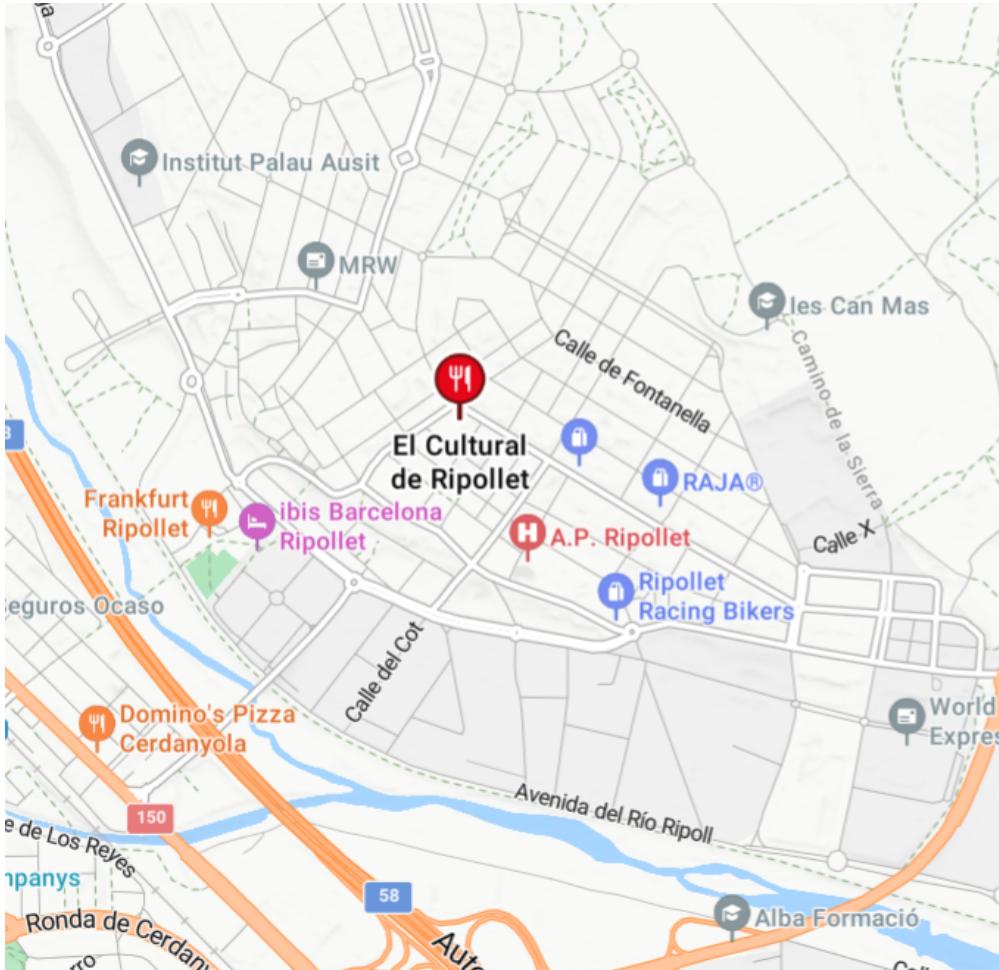 Institut Palau Ausit
MRW
Ies Can Mas
Calle de Fontanella
Camino de la Sierra
El Cultural
de Ripollet
RAJA®
Frankfurt
Ripollet
ibis Barcelona
Ripollet
A.P. Ripollet
Calle X
Ripollet
Racing Bikers
Seguros Ocaso
Calle del Cot
Domino's Pizza
Cerdanyola
World
Expres
150
Avenida del Río Ripoll
e de Los Reyes
mpanys
58
Alba Formació
Ronda de Cerdan
Auto